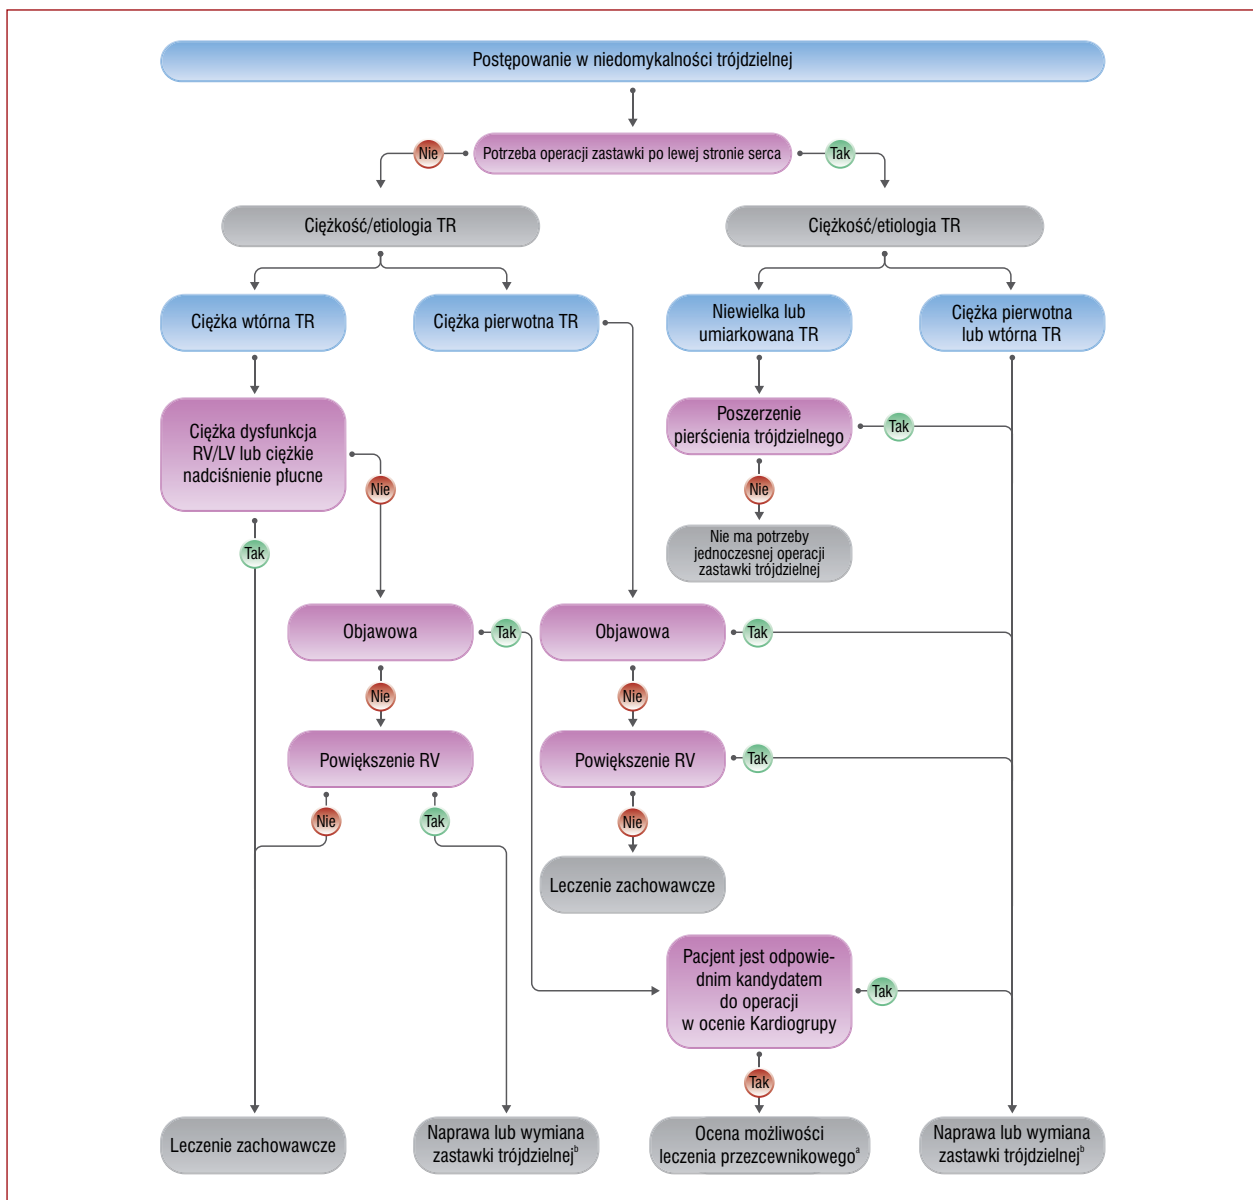 Postępowanie w niedomykalności trójdzielnej
Nie
Potrzeba operacji zastawki po lewej stronie serca
Tak
Ciężkość/etiologia TR
Ciężkość/etiologia TR
Ciężka wtórna TR
Ciężka pierwotna TR
Niewielka lub
umiarkowana TR
Ciężka pierwotna
lub wtórna TR
Ciężka dysfunkcja
RV/LV lub ciężkie
nadciśnienie płucne
Poszerzenie
pierścienia trójdzielnego
Tak
Nie
Nie
Tak
Nie ma potrzeby
jednoczesnej operacji
zastawki trójdzielnej
Objawowa
Tak
Objawowa
Tak
Nie
Nie
Powiększenie RV
Powiększenie RV
Tak
Nie
Tak
Nie
Leczenie zachowawcze
Pacjent jest odpowie-
dnim kandydatem
do operacji
w ocenie Kardiogrupy
Tak
Tak
Leczenie zachowawcze
Naprawa lub wymiana
zastawki trójdzielnej^b
Ocena możliwości
leczenia przezcewnikowego^a
Naprawa lub wymiana
zastawki trójdzielnej^b